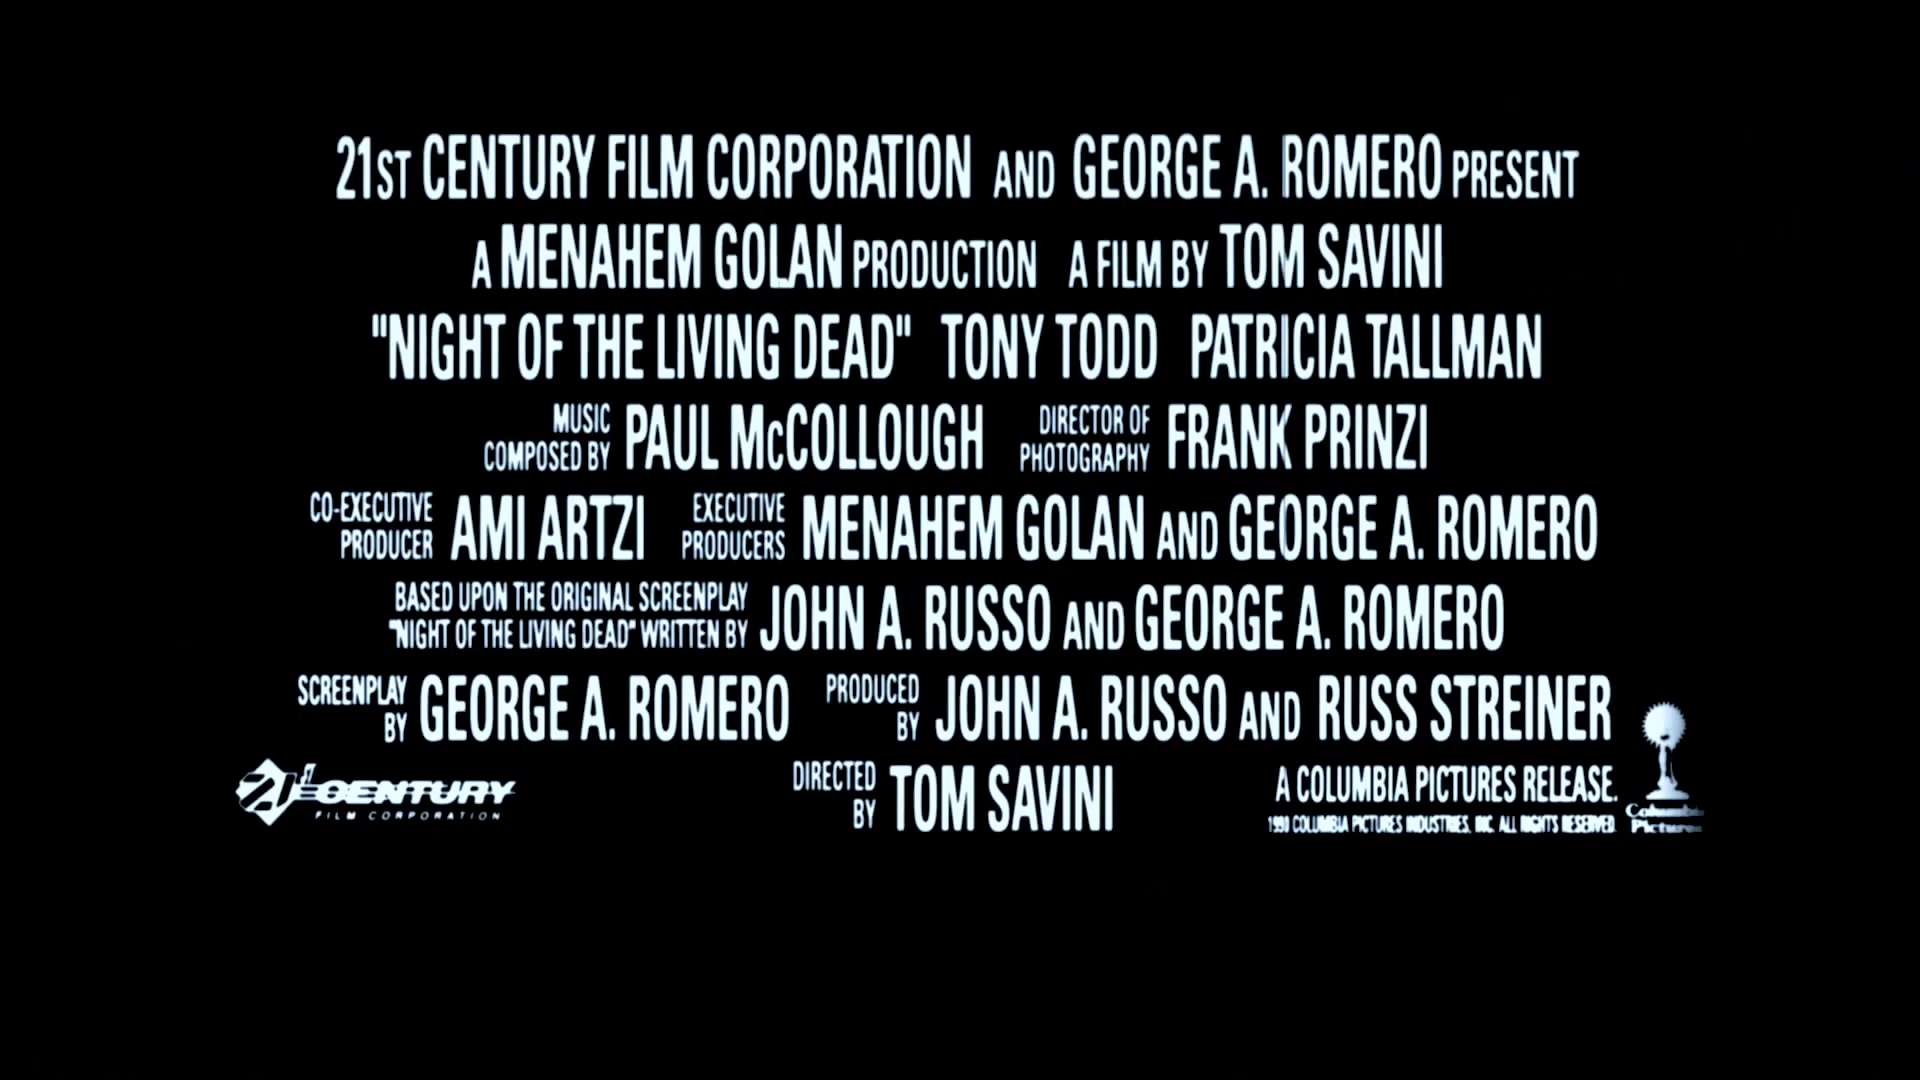 21ST CENTURY FILM CORPORATION AND GEORGE A. ROMERO PRESENT
A MENAHEM GOLAN PRODUCTION A FILM BY TOM SAVINI
"NIGHT OF THE LIVING DEAD" TONY TODD PATRICIA TALLMAN
MUSIC COMPOSED BY PAUL McCOLLOUGH DIRECTOR OF PHOTOGRAPHY FRANK PRINZI
CO-EXECUTIVE PRODUCER AMI ARTZI EXECUTIVE PRODUCERS MENAHEM GOLAN AND GEORGE A. ROMERO
BASED UPON THE ORIGINAL SCREENPLAY "NIGHT OF THE LIVING DEAD" WRITTEN BY JOHN A. RUSSO AND GEORGE A. ROMERO
SCREENPLAY BY GEORGE A. ROMERO PRODUCED BY JOHN A. RUSSO AND RUSS STREINER
21ST CENTURY FILM CORPORATION
DIRECTED BY TOM SAVINI
A COLUMBIA PICTURES RELEASE.
1990 COLUMBIA PICTURES INDUSTRIES, INC. ALL RIGHTS RESERVED.
Columbia
Pictures